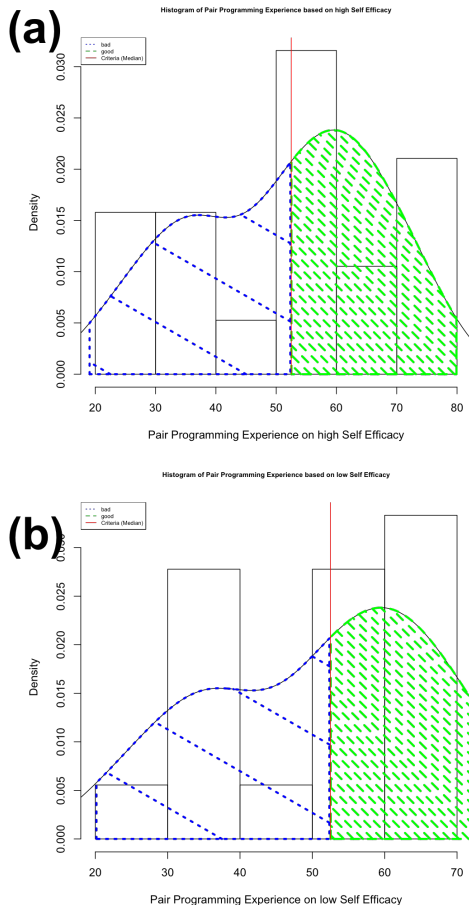 (a)
Histogram of Pair Programming Experience based on high Self Efficacy
bad
good
Criteria (Median)
Density
0.030
0.025
0.020
0.015
0.010
0.005
0.000
20 30 40 50 60 70 80
Pair Programming Experience on high Self Efficacy
(b)
Histogram of Pair Programming Experience based on low Self Efficacy
bad
good
Criteria (Median)
Density
0.030
0.025
0.020
0.015
0.010
0.005
0.000
20 30 40 50 60 70
Pair Programming Experience on low Self Efficacy